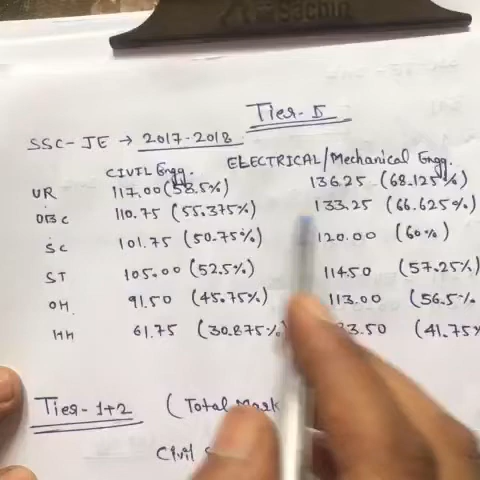 Sachin
Tier-I
SSC-JE → 2017-2018
CIVIL Engg. ELECTRICAL/Mechanical Engg.
UR 117.00 (58.5%) 136.25 (68.125%)
OBC 110.75 (55.375%) 133.25 (66.625%)
SC 101.75 (50.75%) 120.00 (60%)
ST 105.00 (52.5%) 114.50 (57.25%)
OH 91.50 (45.75%) 113.00 (56.5%
HH 61.75 (30.875%) 3.50 (41.75%
Tier-1+2 (Total Mark
Civil